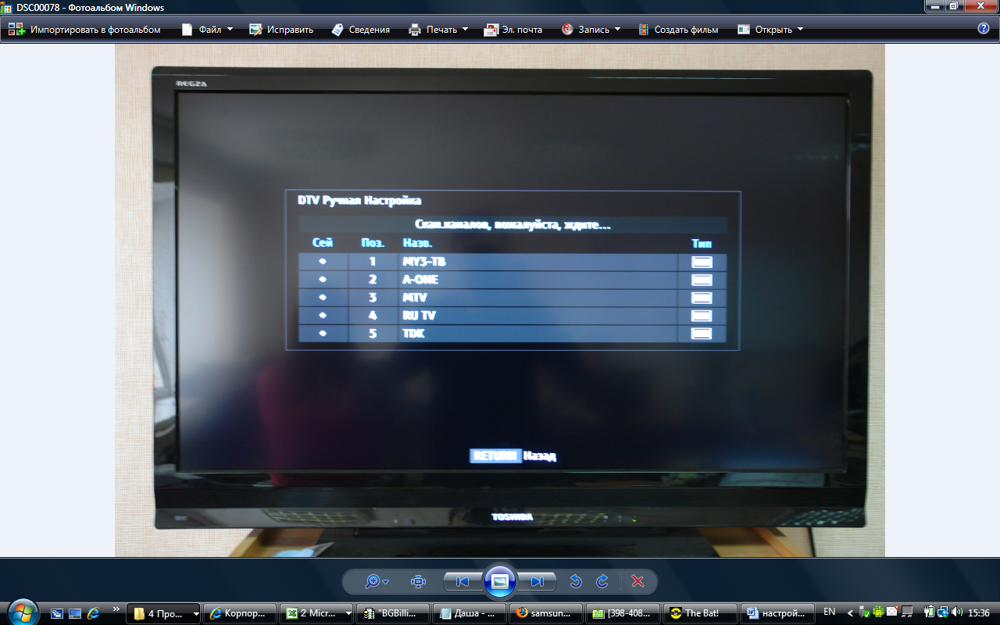 DSC00078 - Фотоальбом Windows
Импортировать в фотоальбом Файл Исправить Сведения Печать Эл. почта Запись Создать фильм Открыть
REGZA
DTV Ручная Настройка
Скан.каналов, пожалуйста, ждите...
Сей Поз. Назв. Тип
1 МУЗ-ТВ
2 A-ONE
3 MTV
4 RU TV
5 TDK
RETURN Назад
TOSHIBA
4 Про... Корпор... 2 Micr... "BGBilli... Даша - ... samsun... [398-408... The Bat! настрой... EN 15:36